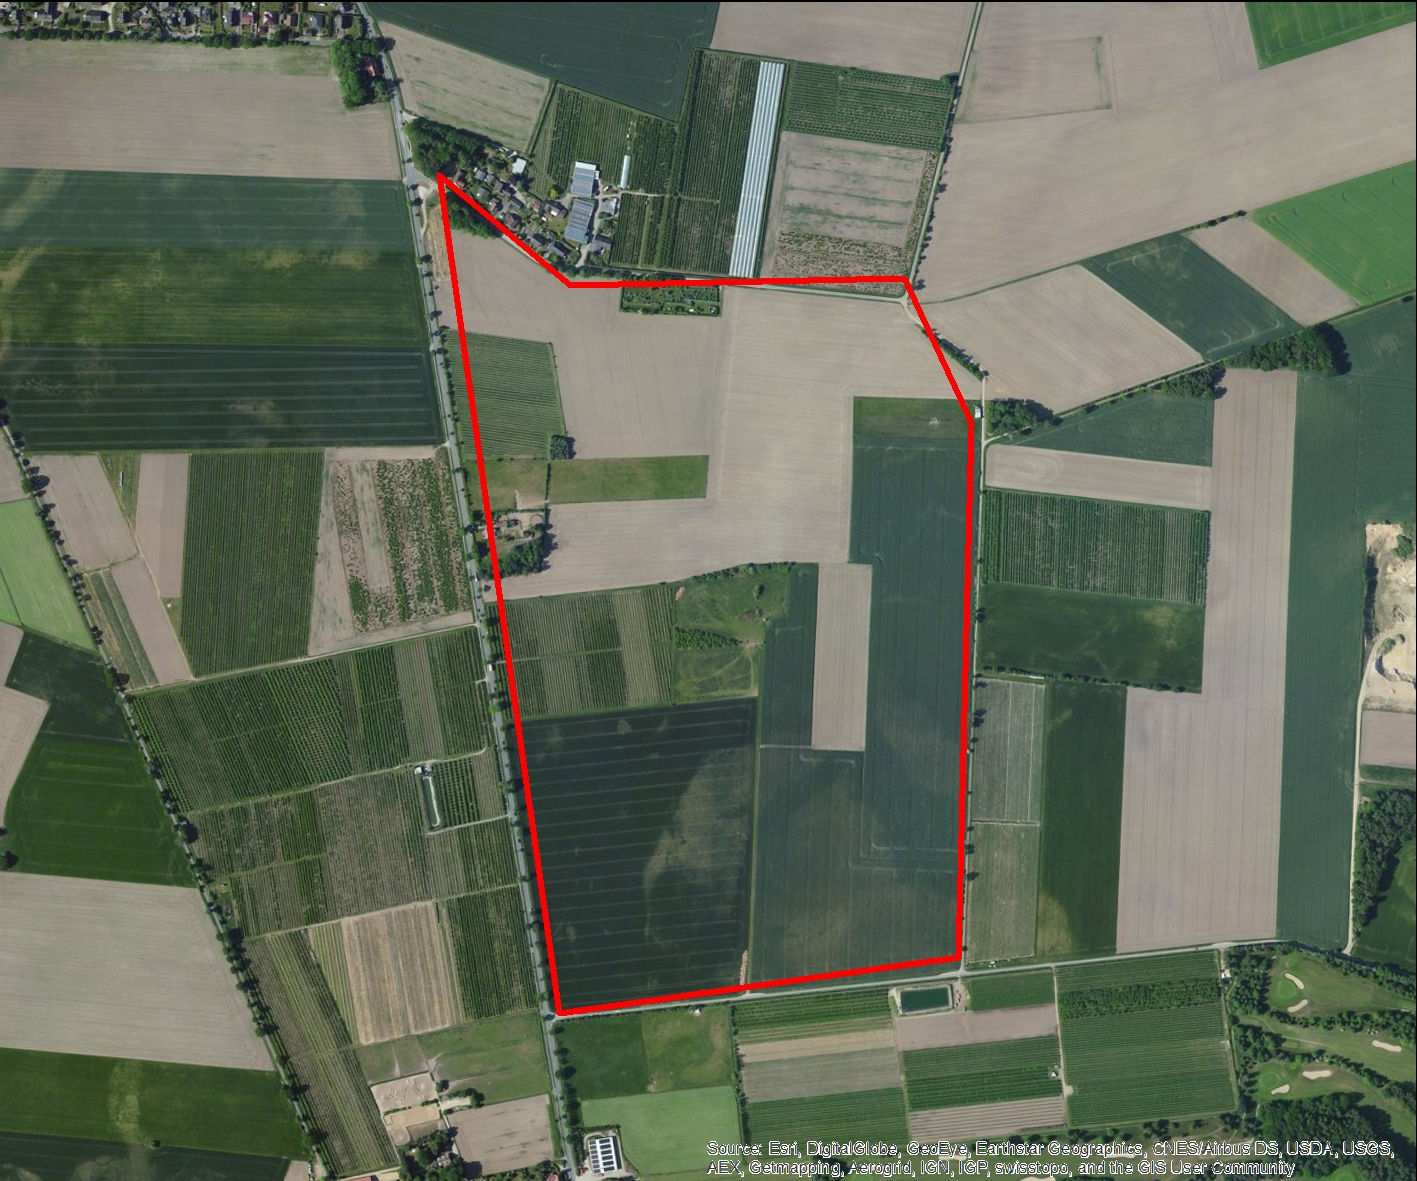 Source: Esri, DigitalGlobe, GeoEye, Earthstar Geographics, CNES/Airbus DS, USDA, USGS,
AEX, Getmapping, Aerogrid, IGN, IGP, swisstopo, and the GIS User Community